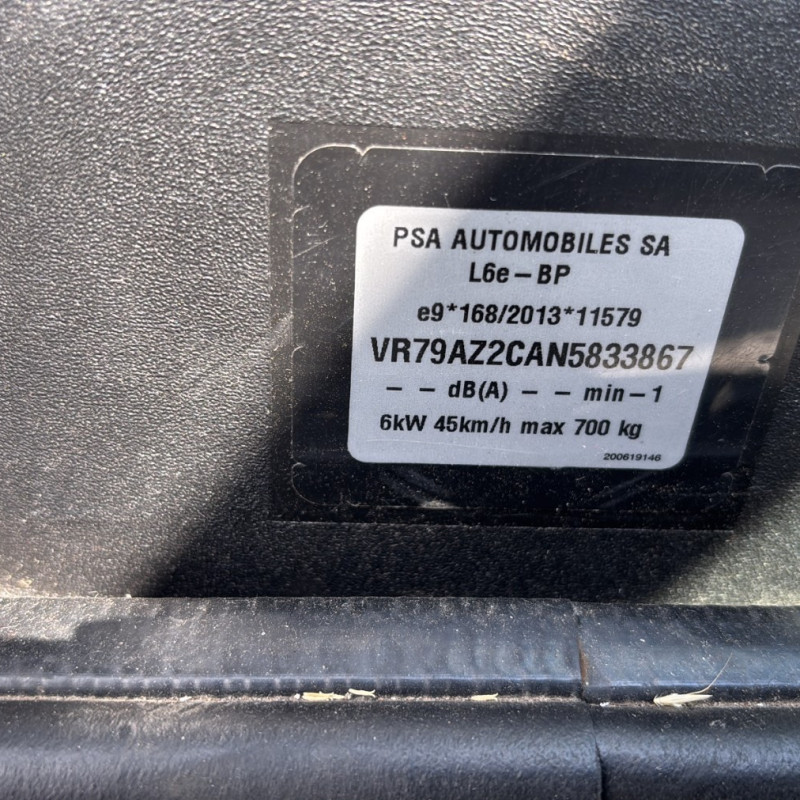 PSA AUTOMOBILES SA
L6e-BP
e9*168/2013*11579
VR79AZ2CAN5833867
- - dB(A) - - min-1
6kW 45km/h max 700 kg
200619146